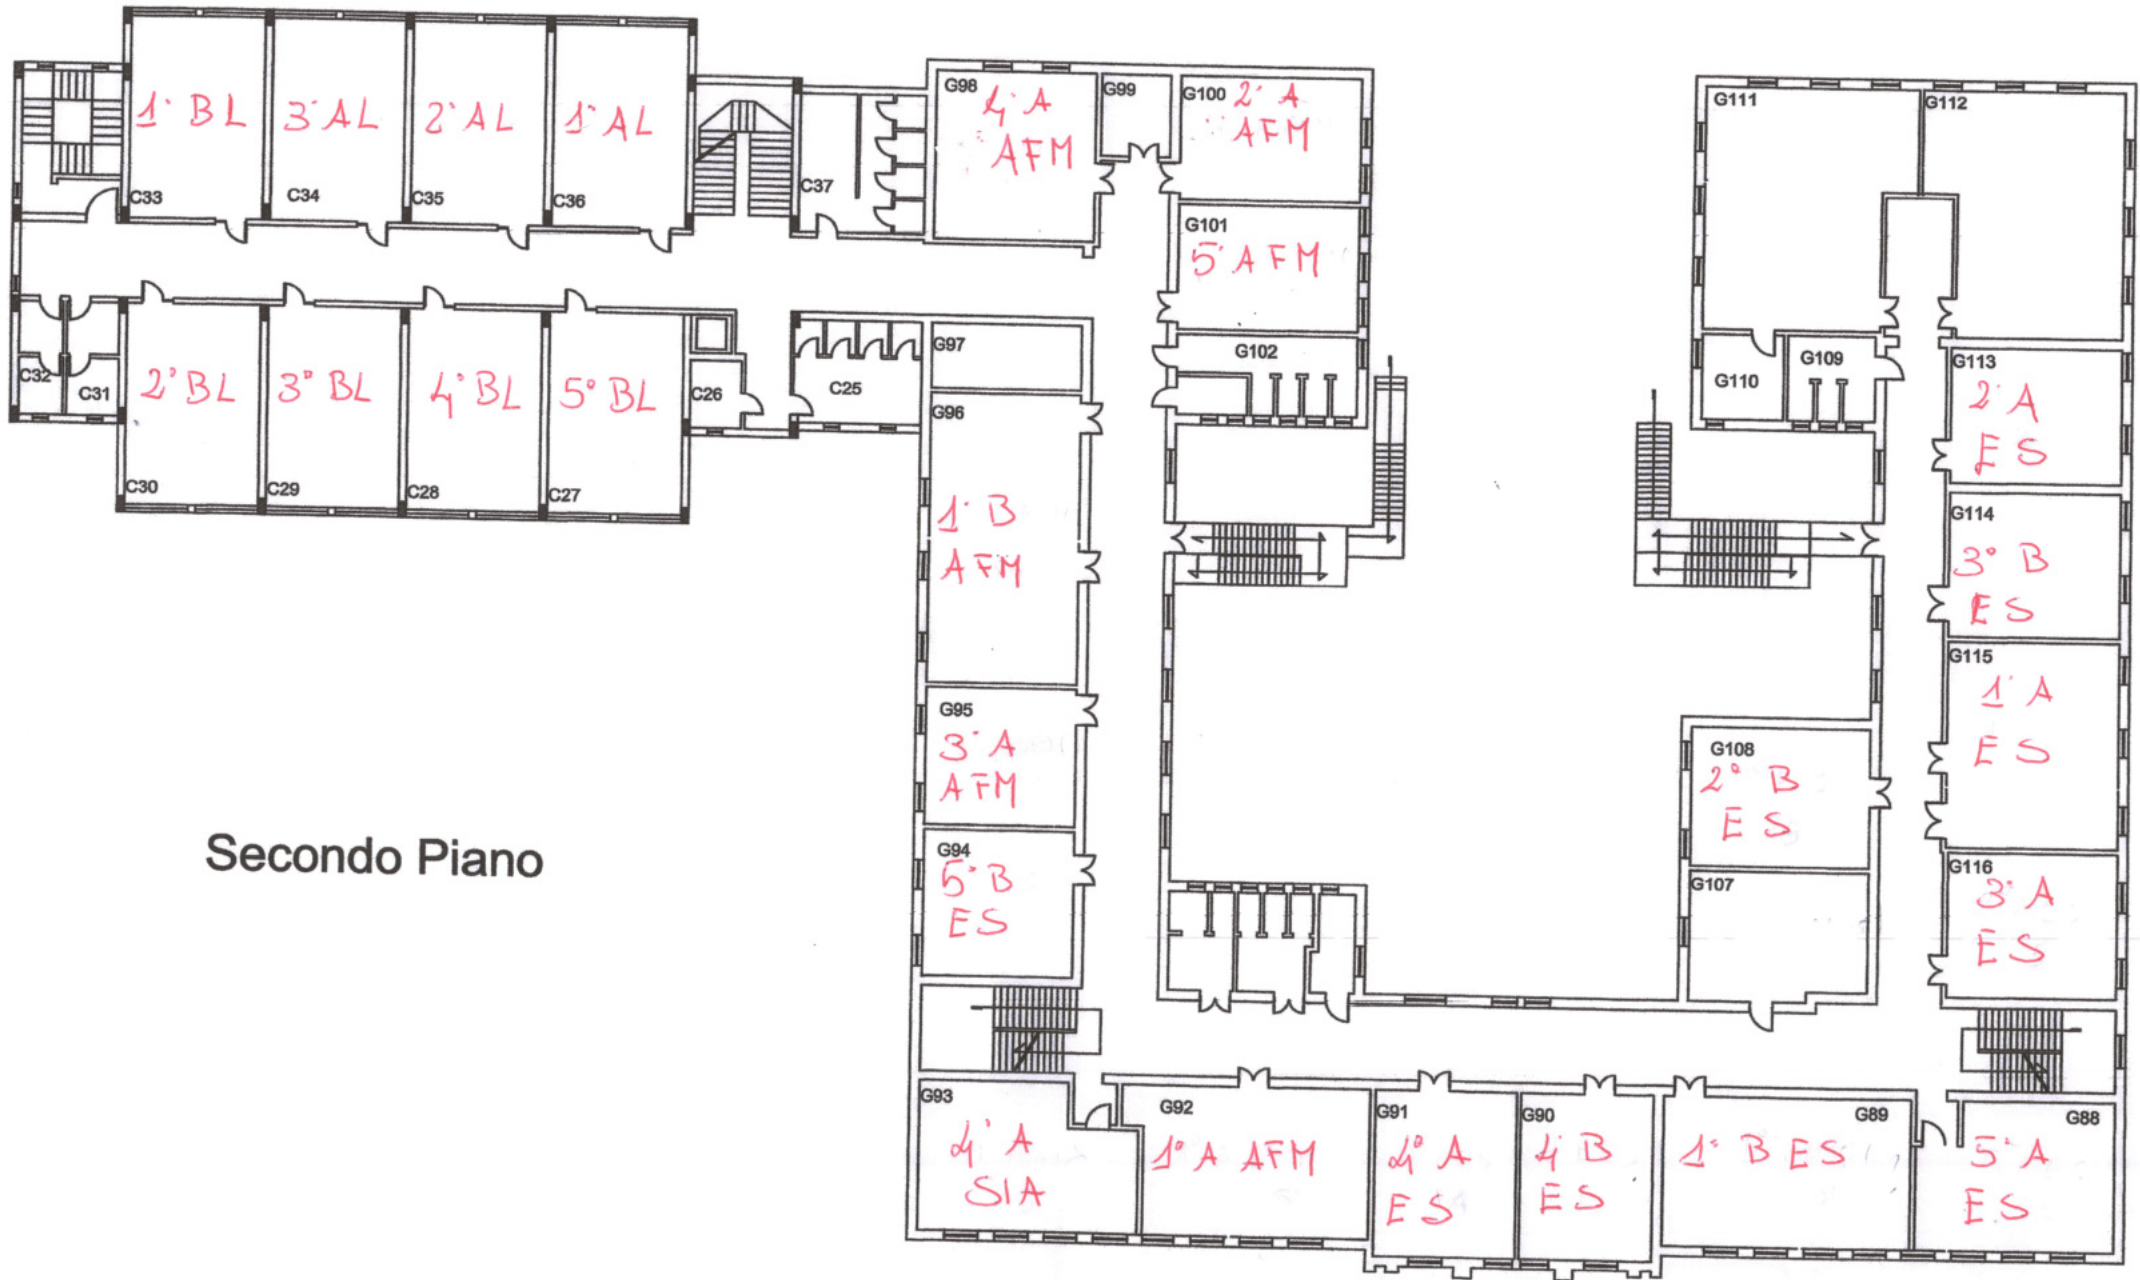 1° BL
C33
3° AL
C34
2° AL
C35
1° AL
C36
C37
G98
4° A
AFM
G99
G100
2° A
AFM
G101
5° AFM
G102
G111
G112
G110
G109
C32
C31
2° BL
C30
3° BL
C29
4° BL
C28
5° BL
C27
C26
C25
G97
G96
1° B
AFM
G95
3° A
AFM
G94
5° B
ES
G113
2° A
ES
G114
3° B
ES
G115
1° A
ES
G116
3° A
ES
G108
2° B
ES
G107
Secondo Piano
G93
4° A
SIA
G92
1° A AFM
G91
4° A
ES
G90
4° B
ES
G89
1° B ES
G88
5° A
ES